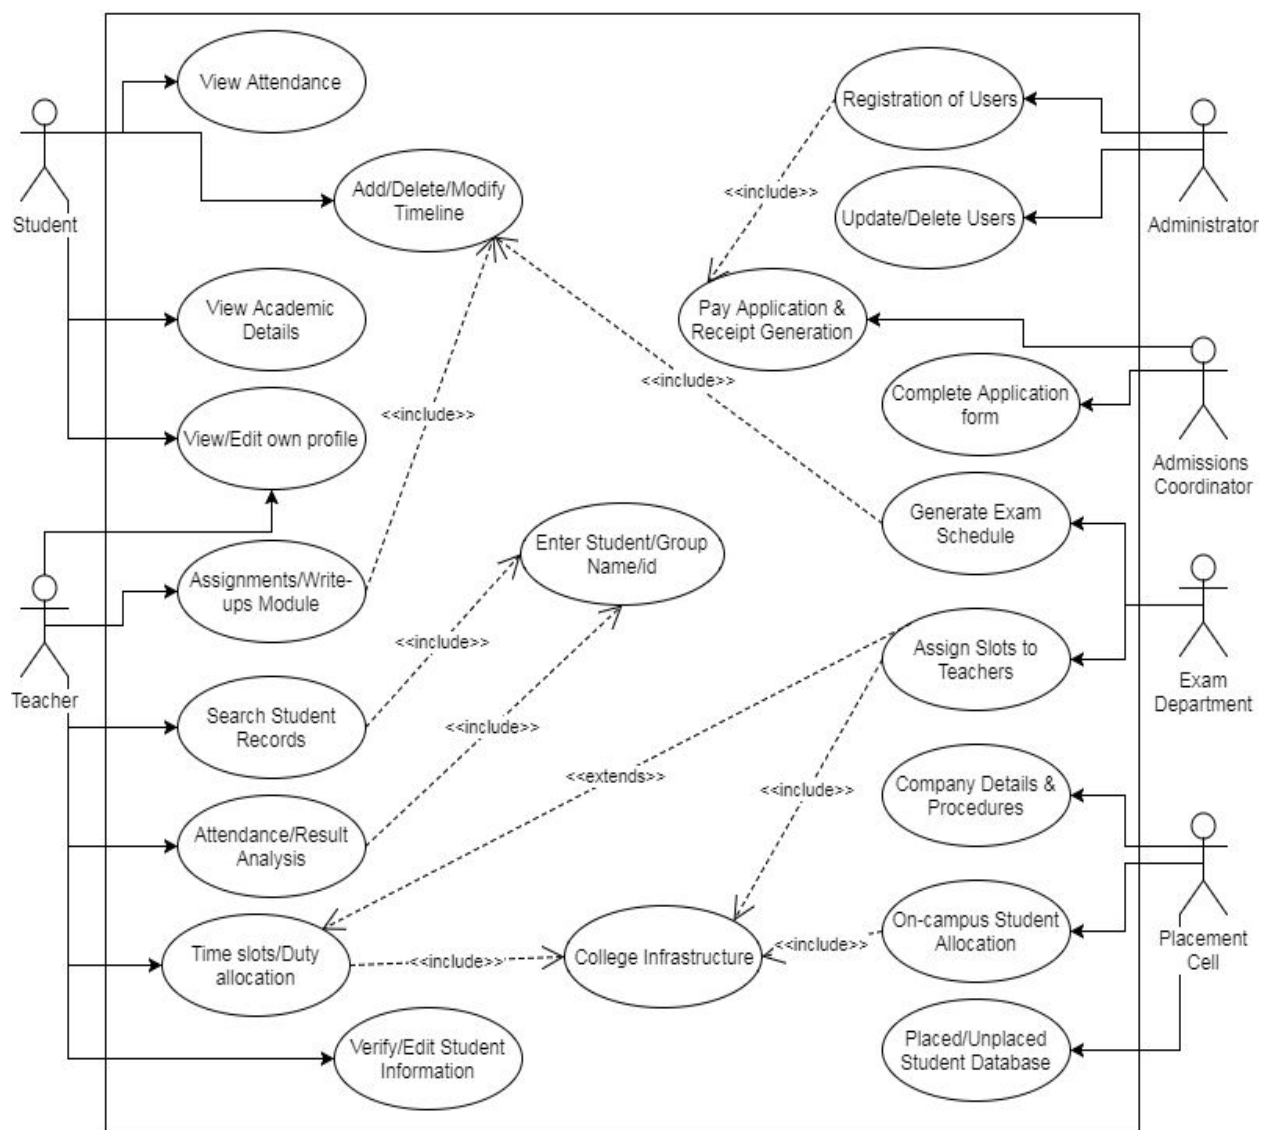 View Attendance
Registration of Users
Student
Administrator
Add/Delete/Modify
Timeline
<<include>>
Update/Delete Users
View Academic
Details
Pay Application &
Receipt Generation
<<include>>
<<include>>
Complete Application
form
Admissions
Coordinator
View/Edit own profile
Generate Exam
Schedule
Enter Student/Group
Name/id
Assignments/Write-
ups Module
Teacher
<<include>>
Assign Slots to
Teachers
Exam
Department
Search Student
Records
<<include>>
<<extends>>
<<include>>
Company Details &
Procedures
Attendance/Result
Analysis
On-campus Student
Allocation
Placement
Cell
Time slots/Duty
allocation
<<include>>
College Infrastructure
<<include>>
Verify/Edit Student
Information
Placed/Unplaced
Student Database